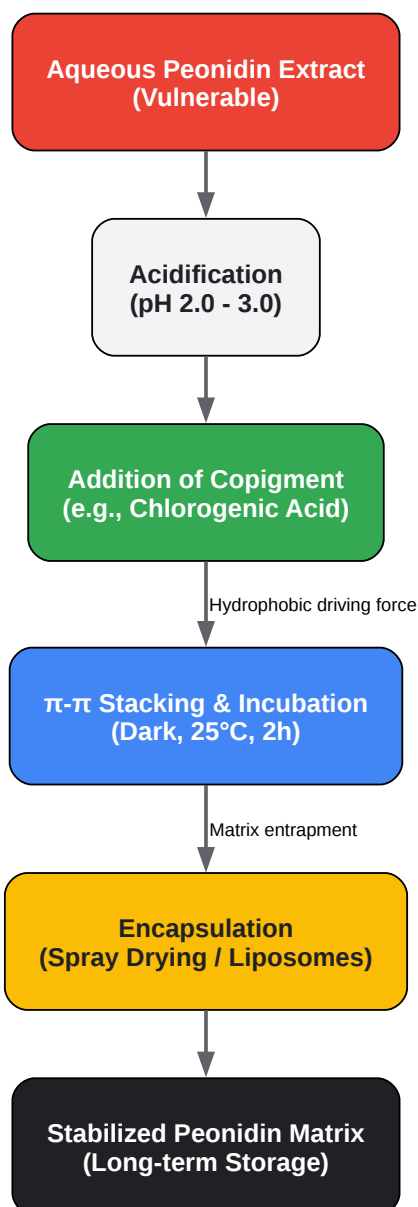 Aqueous Peonidin Extract
(Vulnerable)
Acidification
(pH 2.0 - 3.0)
Addition of Copigment
(e.g., Chlorogenic Acid)
Hydrophobic driving force
π-π Stacking & Incubation
(Dark, 25°C, 2h)
Matrix entrapment
Encapsulation
(Spray Drying / Liposomes)
Stabilized Peonidin Matrix
(Long-term Storage)